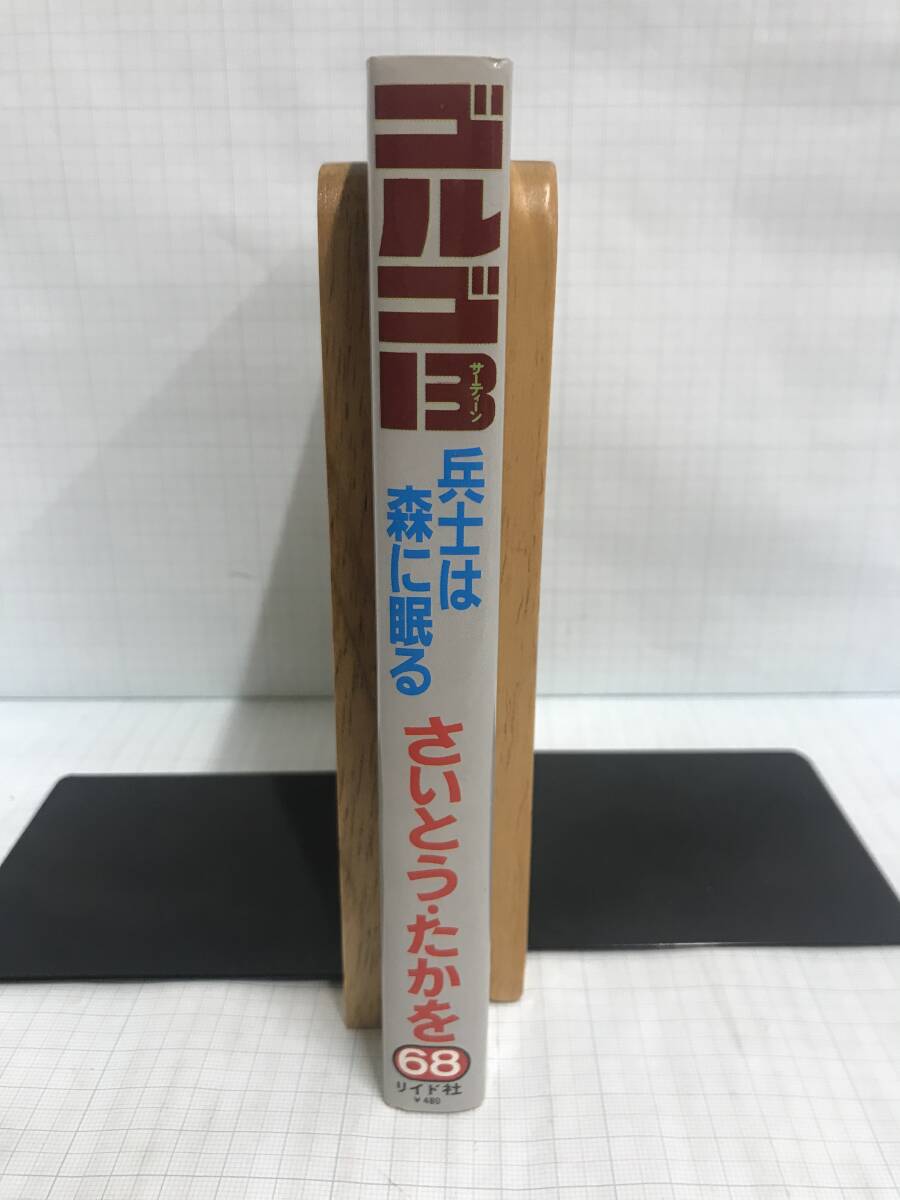 ゴルゴ13
サーティーン
兵士は
森に眠る
さいとう・たかを
68
リイド社
¥480